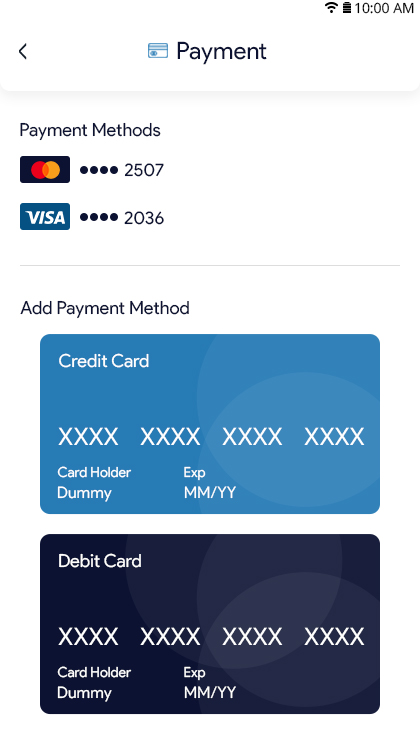 10:00 AM
Payment
Payment Methods
●●●● 2507
VISA ●●●● 2036
Add Payment Method
Credit Card
XXXX XXXX XXXX XXXX
Card Holder Exp
Dummy MM/YY
Debit Card
XXXX XXXX XXXX XXXX
Card Holder Exp
Dummy MM/YY